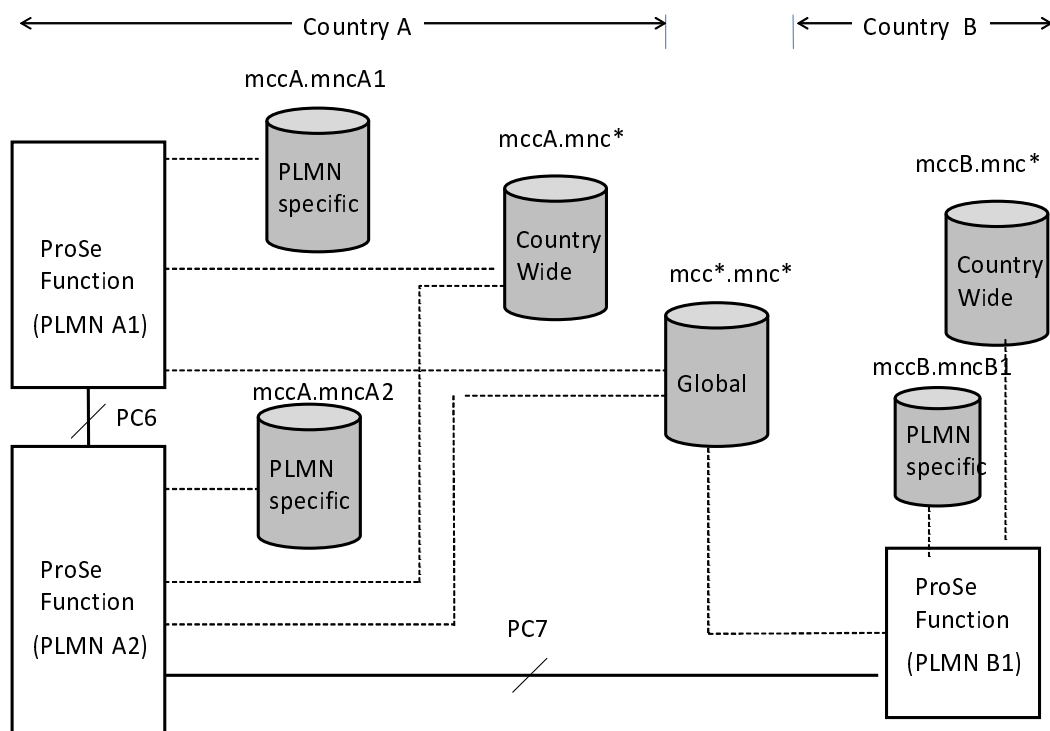 Country A
Country B
mccA.mncA1
PLMN
specific
mccA.mnc*
Country
Wide
mccB.mnc*
Country
Wide
ProSe
Function
(PLMN A1)
mcc*.mnc*
Global
mccA.mncA2
PLMN
specific
mccB.mncB1
PLMN
specific
PC6
ProSe
Function
(PLMN A2)
PC7
ProSe
Function
(PLMN B1)